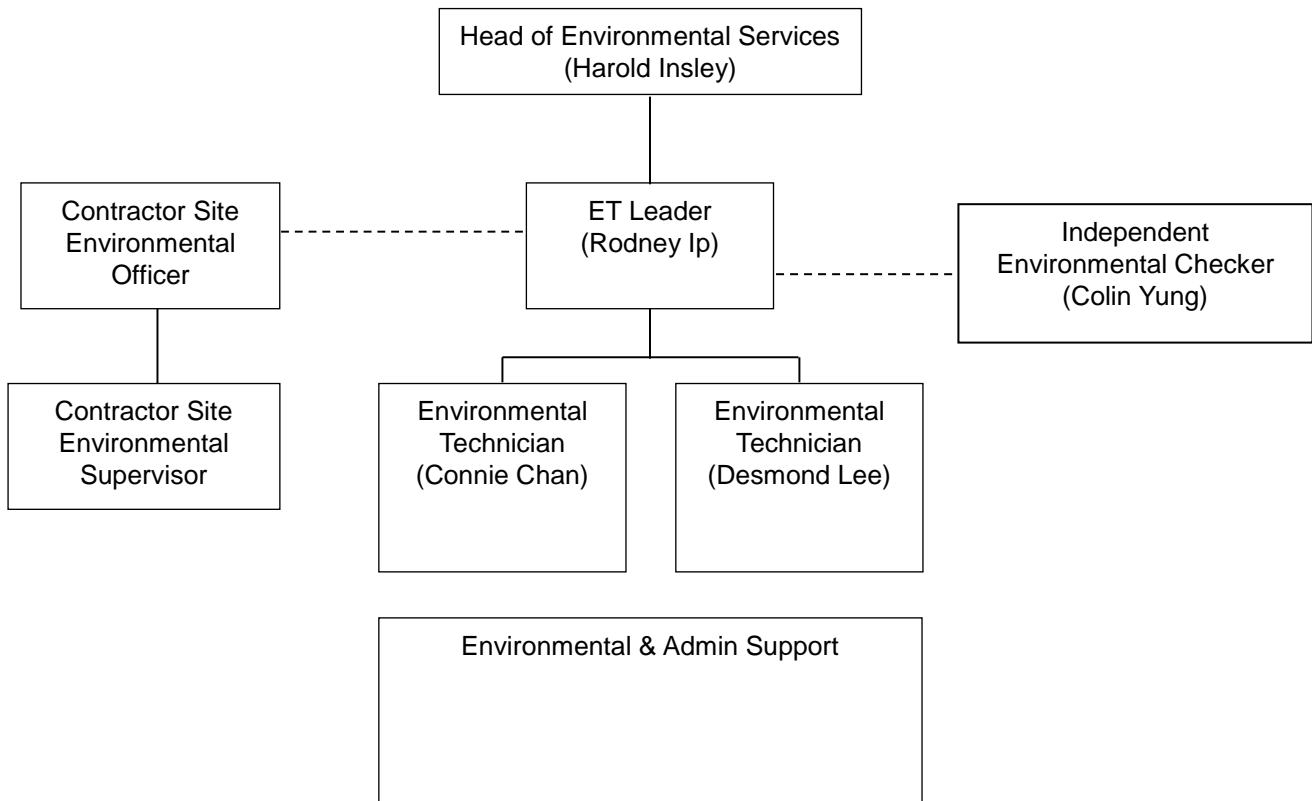 Head of Environmental Services
(Harold Insley)
Contractor Site
Environmental
Officer
ET Leader
(Rodney Ip)
Independent
Environmental Checker
(Colin Yung)
Contractor Site
Environmental
Supervisor
Environmental
Technician
(Connie Chan)
Environmental
Technician
(Desmond Lee)
Environmental & Admin Support